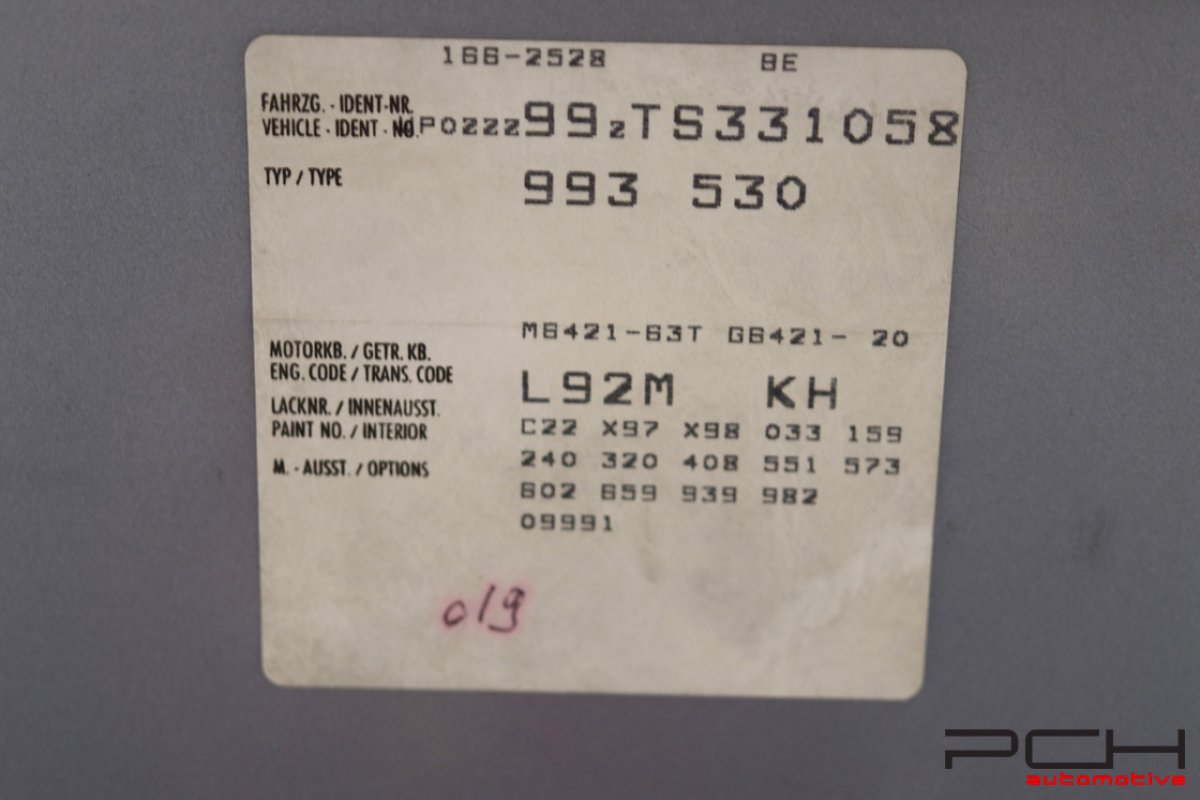 166-2528 BE
FAHRZG. - IDENT-NR.
VEHICLE - IDENT - NO. WP0ZZZ99ZTS331058
TYP / TYPE 993 530
M6421-63T G6421- 20
MOTORKB. / GETR. KB.
ENG. CODE / TRANS. CODE
L92M KH
LACKNR. / INNENAUSST.
PAINT NO. / INTERIOR
C22 X97 X98 033 159
M. - AUSST. / OPTIONS
240 320 408 551 573
602 659 939 982
09991
019
PCH
automotive